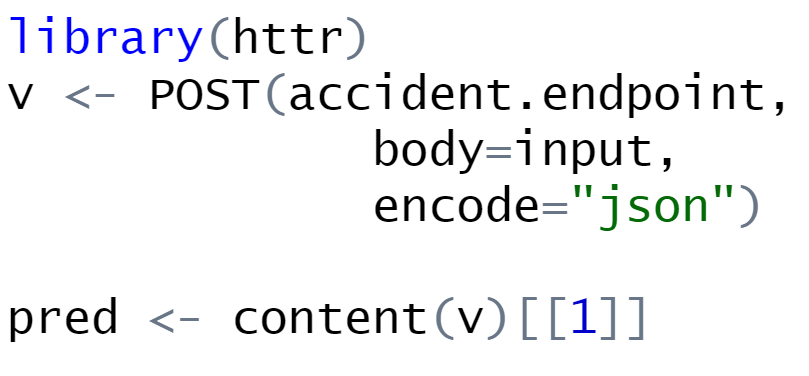 library(httr)
v <- POST(accident.endpoint,
body=input,
encode="json")
pred <- content(v)[[1]]